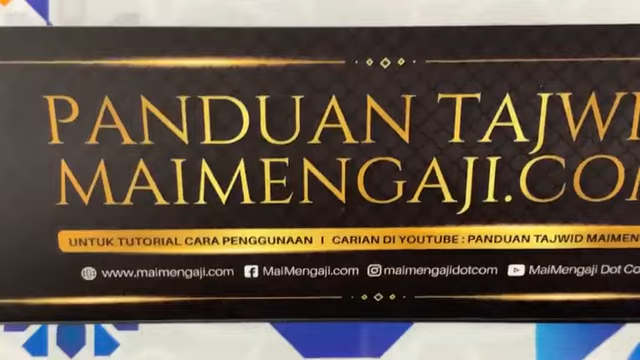 PANDUAN TAJWI
MAIMENGAJI.CO
UNTUK TUTORIAL CARA PENGGUNAAN I CARIAN DI YOUTUBE : PANDUAN TAJWID MAIMEN
www.maimengaji.com MaiMengaji.com maimengajidotcom MaiMengaji Dot Co